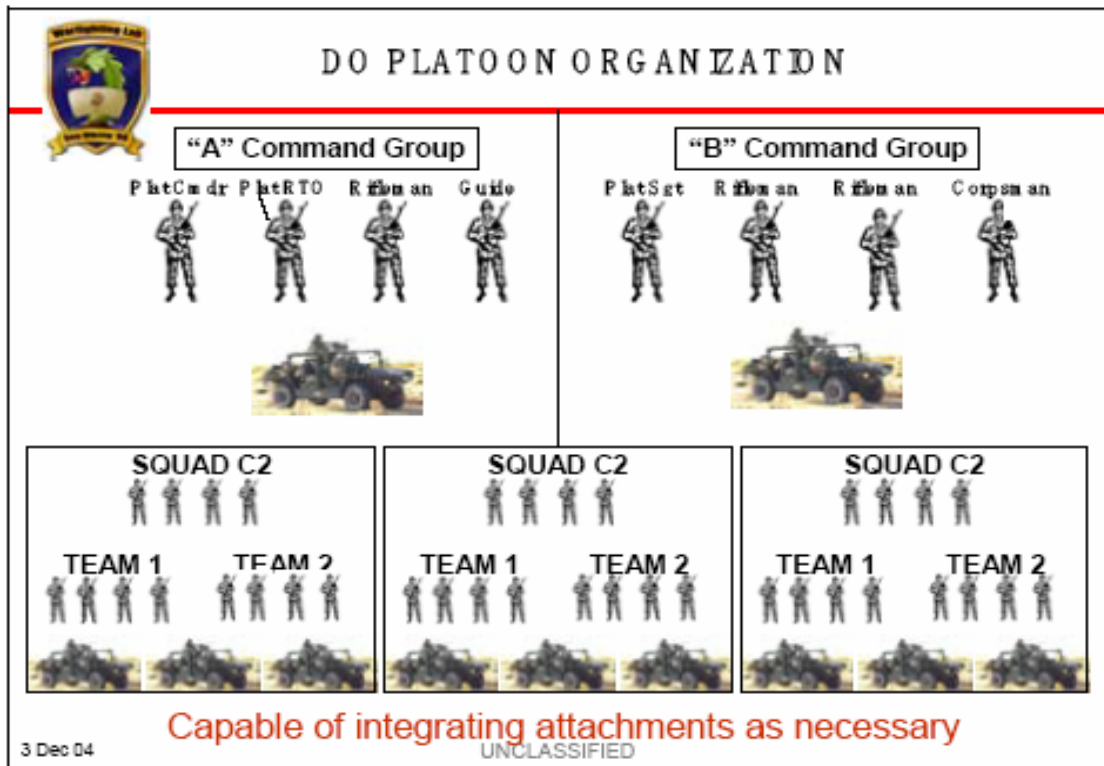 Warfighting Lab
DO PLATOON ORGANIZATION
"A" Command Group
"B" Command Group
PlatCmdr PlatRTO Rifleman Guide
PlatSgt Rifleman Rifleman Corpsman
SQUAD C2
SQUAD C2
SQUAD C2
TEAM 1 TEAM 2
TEAM 1 TEAM 2
TEAM 1 TEAM 2
Capable of integrating attachments as necessary
3 Dec 04
UNCLASSIFIED